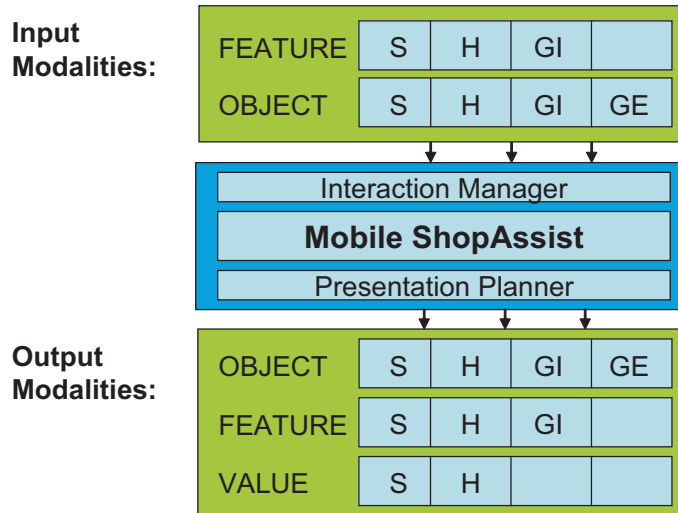 Input
Modalities:
FEATURE S H GI
OBJECT S H GI GE
Interaction Manager
Mobile ShopAssist
Presentation Planner
Output
Modalities:
OBJECT S H GI GE
FEATURE S H GI
VALUE S H